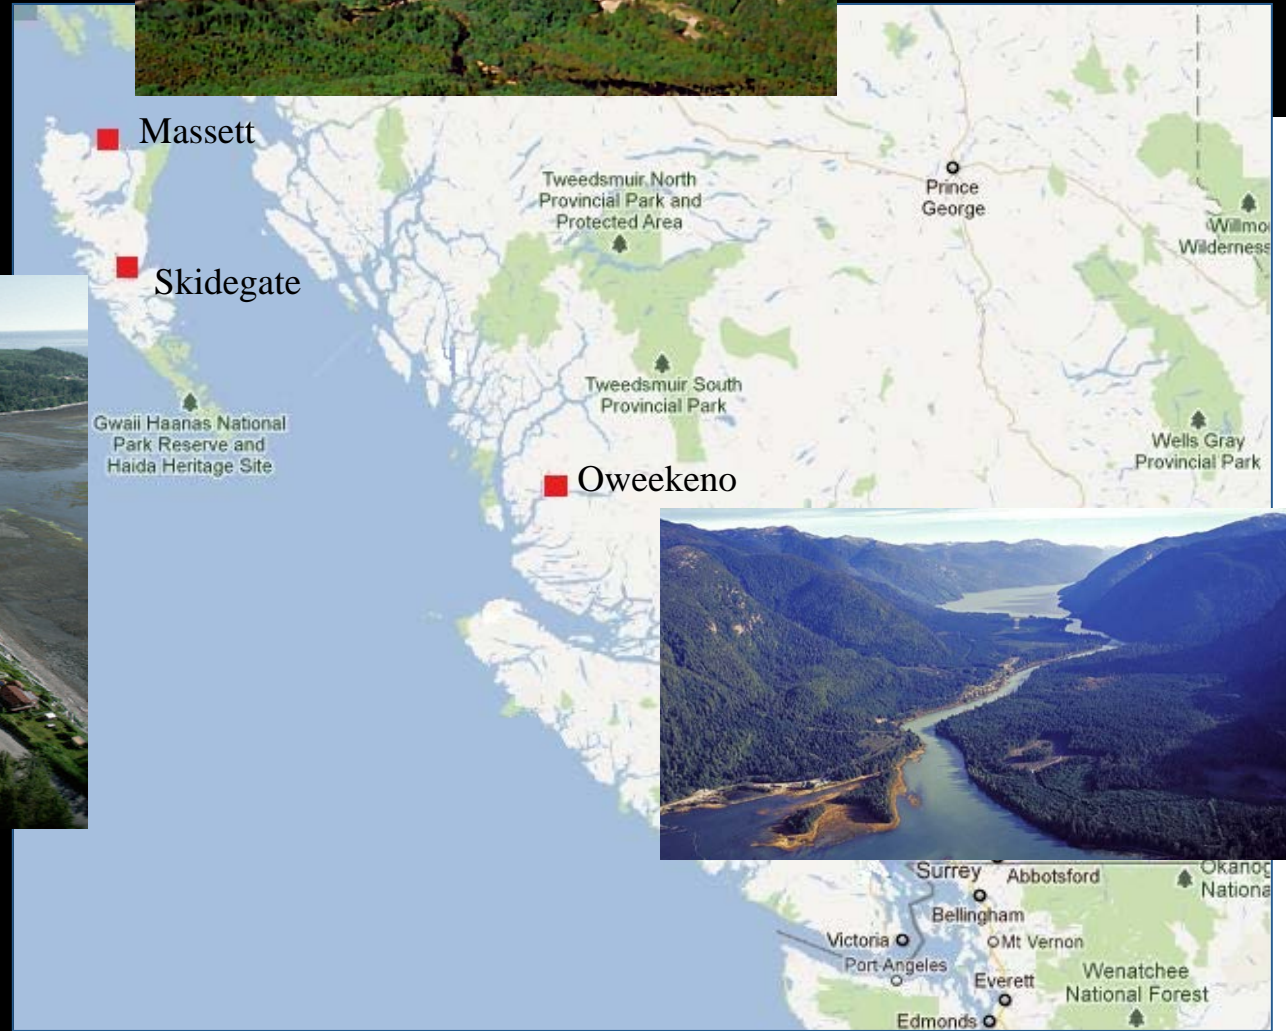 Massett
Tweedsmuir North
Provincial Park and
Protected Area
Prince
George
Wilderness
Skidegate
Tweedsmuir South
Provincial Park
Gwaii Haanas National
Park Reserve and
Haida Heritage Site
Wells Gray
Provincial Park
Oweekeno
Surrey
Abbotsford
Bellingham
Victoria
Mt Vernon
Port Angeles
Everett
Wenatchee
National Forest
Edmonds